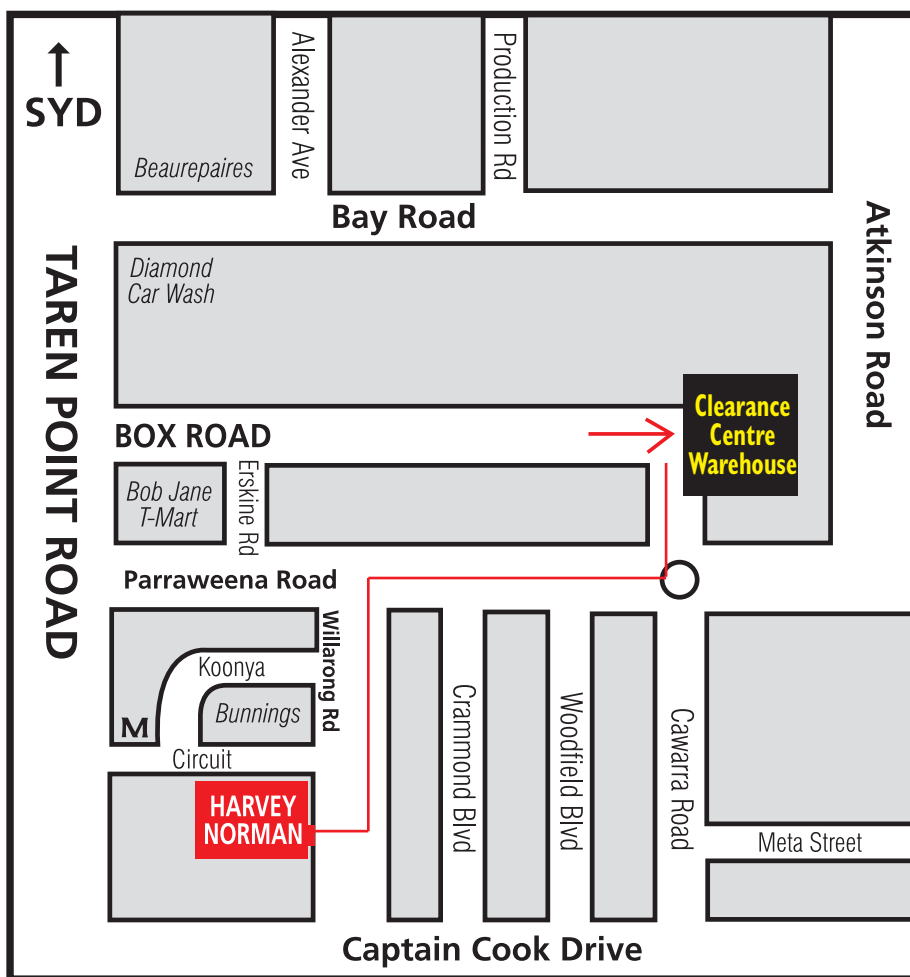 SYD
Alexander Ave
Production Rd
Beaurepaires
Bay Road
Atkinson Road
TAREN POINT ROAD
Diamond
Car Wash
Clearance
Centre
Warehouse
BOX ROAD
Bob Jane
T-Mart
Erskine Rd
Parraweena Road
Willarong Rd
Koonya
Bunnings
M
Circuit
Crammond Blvd
Woodfield Blvd
Cawarra Road
HARVEY
NORMAN
Meta Street
Captain Cook Drive